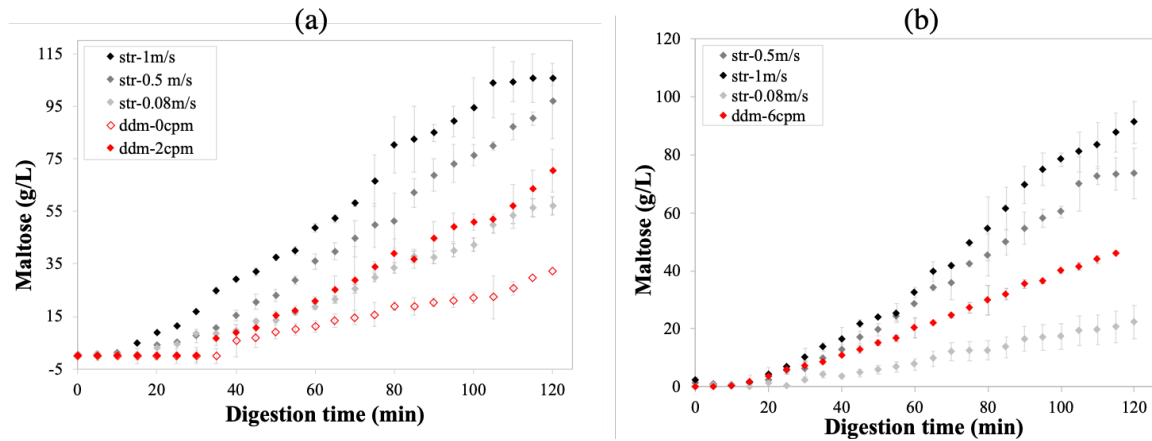 (a)
115
95
75
55
35
15
-5
Maltose (g/L)
str-1m/s
str-0.5 m/s
str-0.08m/s
ddm-0cpm
ddm-2cpm
0 20 40 60 80 100 120
Digestion time (min)
(b)
120
100
80
60
40
20
0
Maltose (g/L)
str-0.5m/s
str-1m/s
str-0.08m/s
ddm-6cpm
0 20 40 60 80 100 120
Digestion time (min)